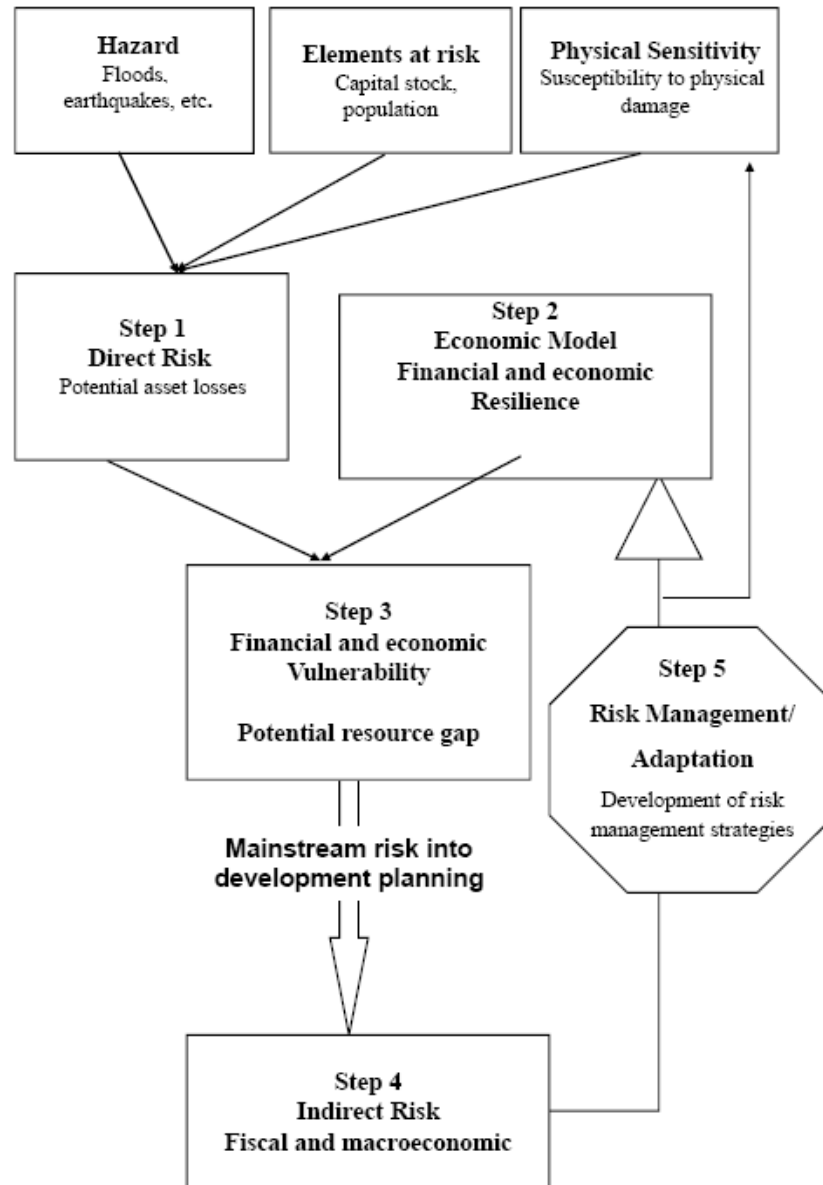 Hazard
Floods,
earthquakes, etc.
Elements at risk
Capital stock,
population
Physical Sensitivity
Susceptibility to physical
damage
Step 1
Direct Risk
Potential asset losses
Step 2
Economic Model
Financial and economic
Resilience
Step 3
Financial and economic
Vulnerability
Potential resource gap
Step 5
Risk Management/
Adaptation
Development of risk
management strategies
Mainstream risk into
development planning
Step 4
Indirect Risk
Fiscal and macroeconomic